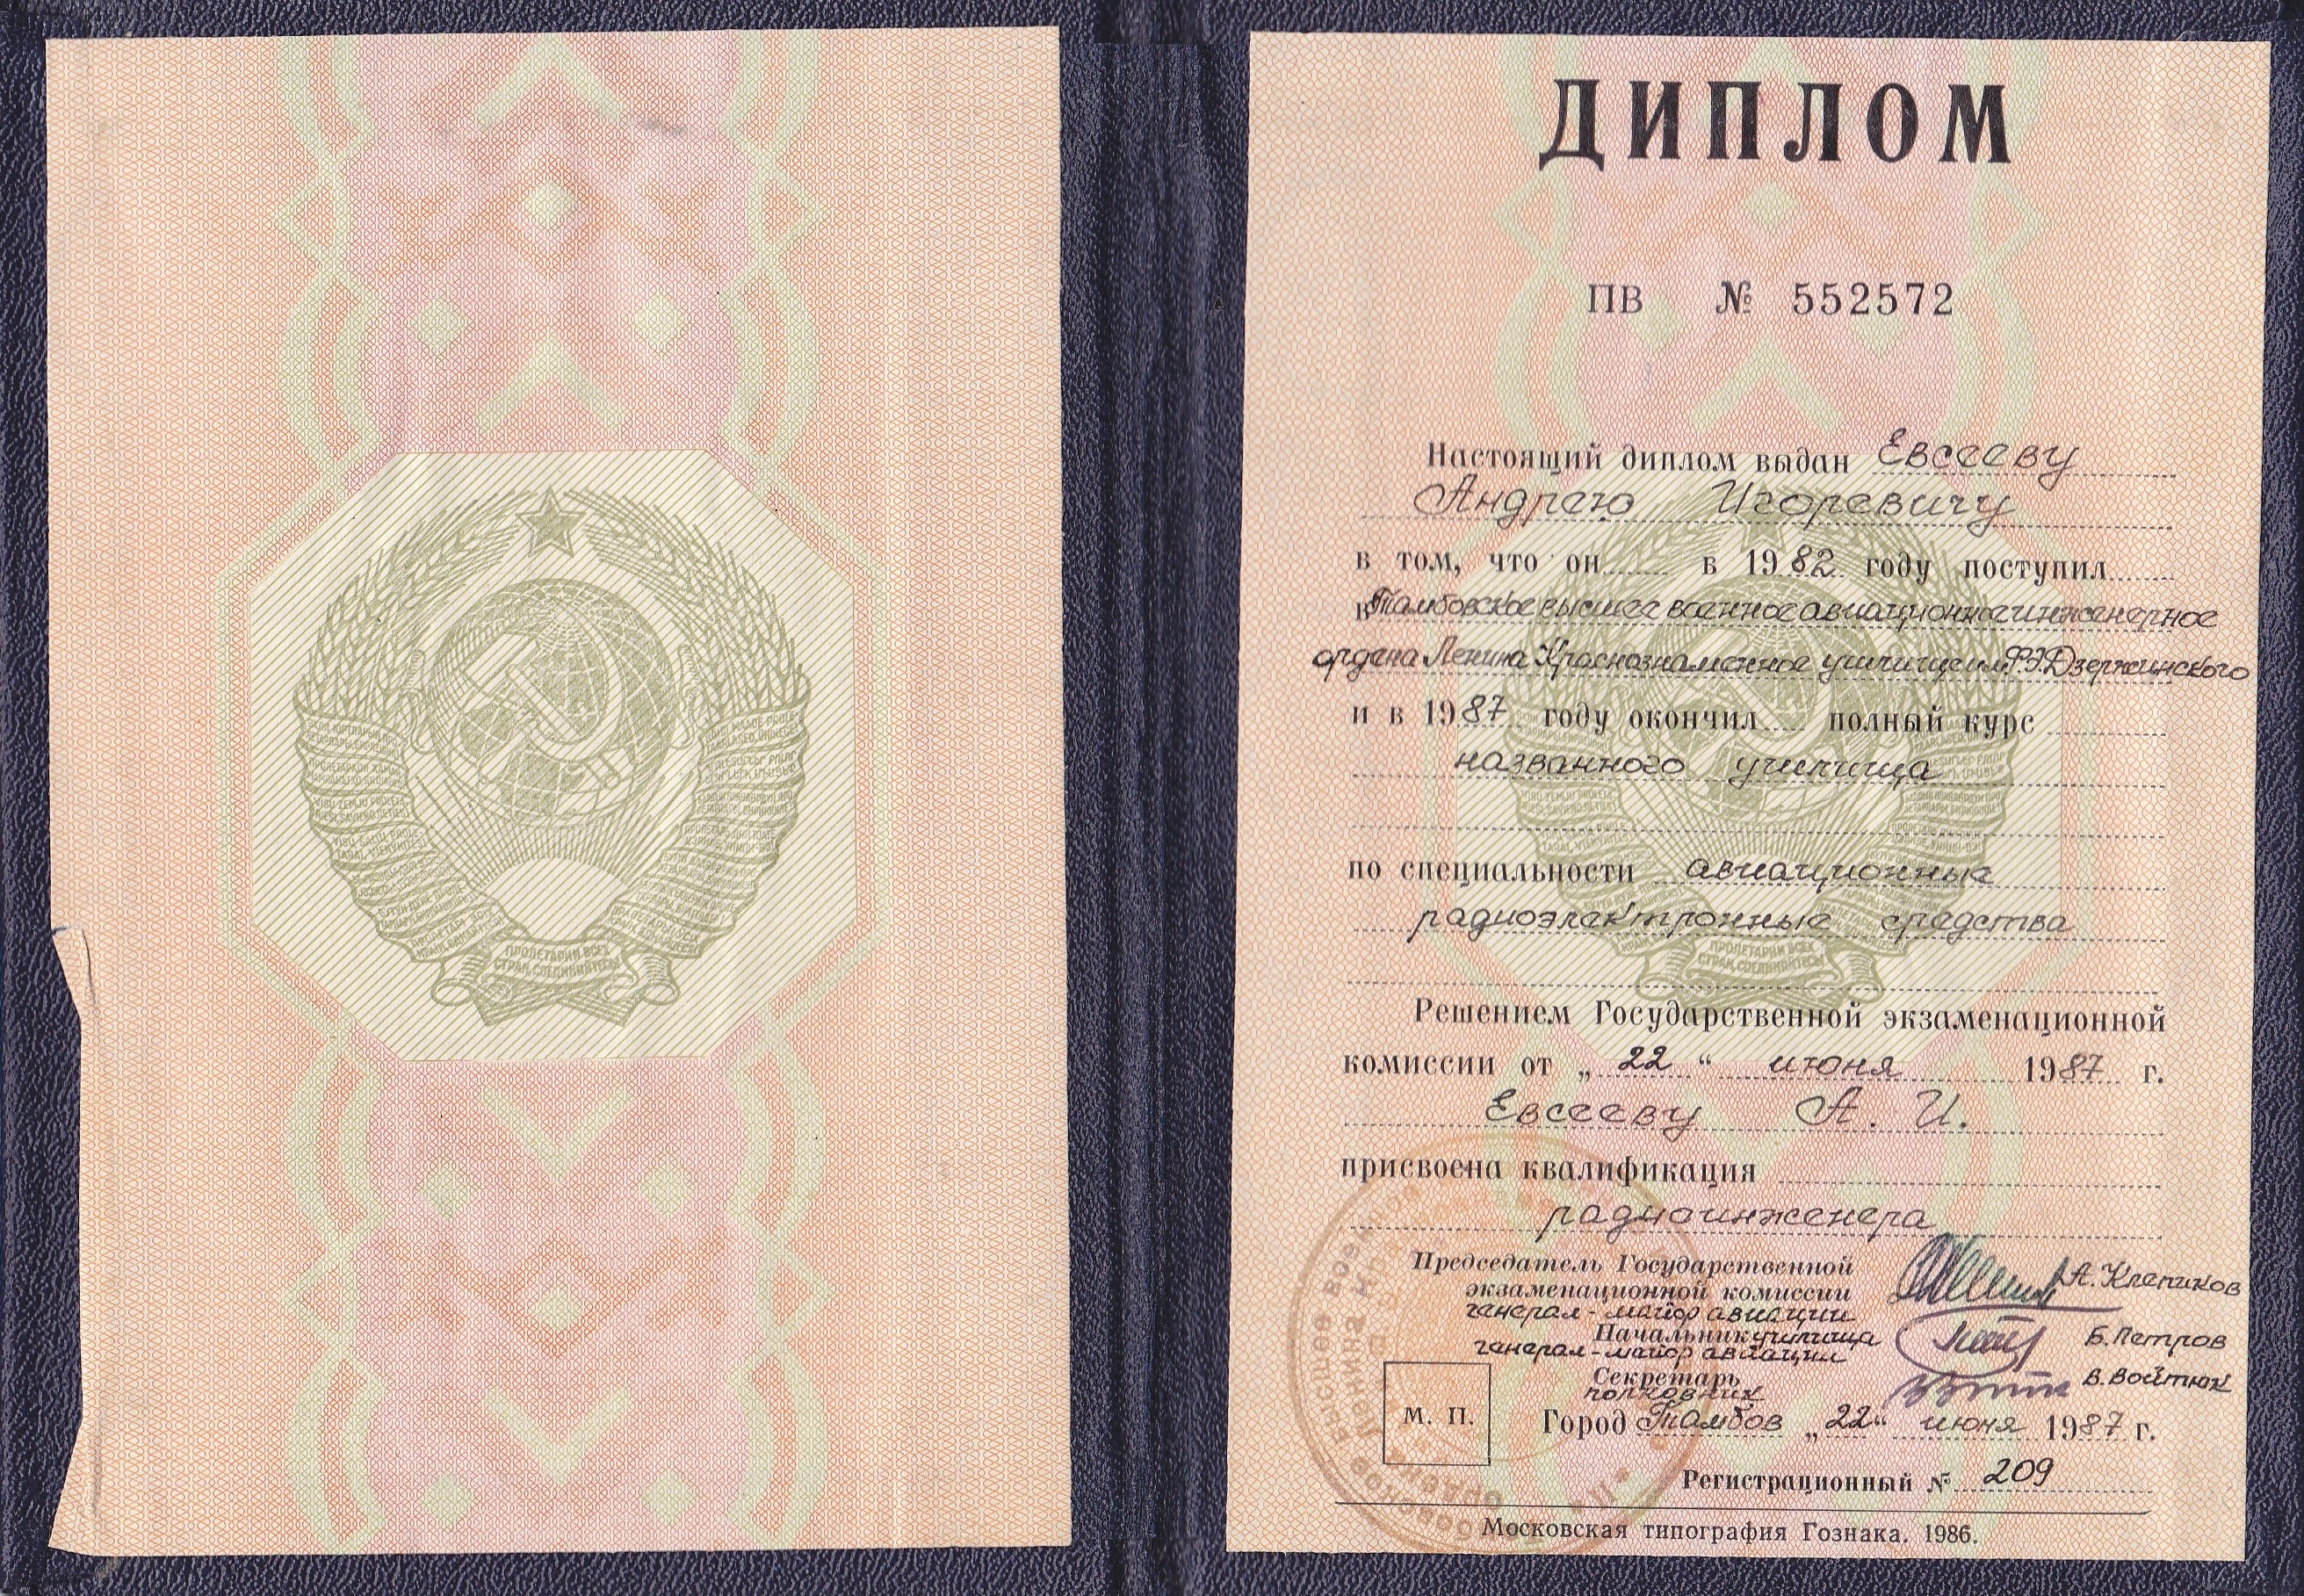 ПРОЛЕТАРИИ ВСЕХ
СТРАН, СОЕДИНЯЙТЕСЬ!
ДИПЛОМ
ПВ № 552572
Настоящий диплом выдан Евсееву
Андрею Игоревичу
в том, что он в 1982 году поступил
в Тамбовское высшее военное авиационное инженерное
ордена Ленина Краснознаменное училище им. Ф.Э. Дзержинского
и в 1987 году окончил полный курс
названного училища
по специальности авиационные
радиоэлектронные средства
Решением Государственной экзаменационной
комиссии от „22“ июня 1987 г.
Евсееву А. И.
присвоена квалификация
радиоинженера
Председатель Государственной
экзаменационной комиссии
генерал-майор авиации А. Клепиков
Начальник училища
генерал-майор авиации Б. Петров
Секретарь
полковник В. Войтюк
М. П. Город Тамбов „22“ июня 1987 г.
Регистрационный № 209
Московская типография Гознака. 1986.